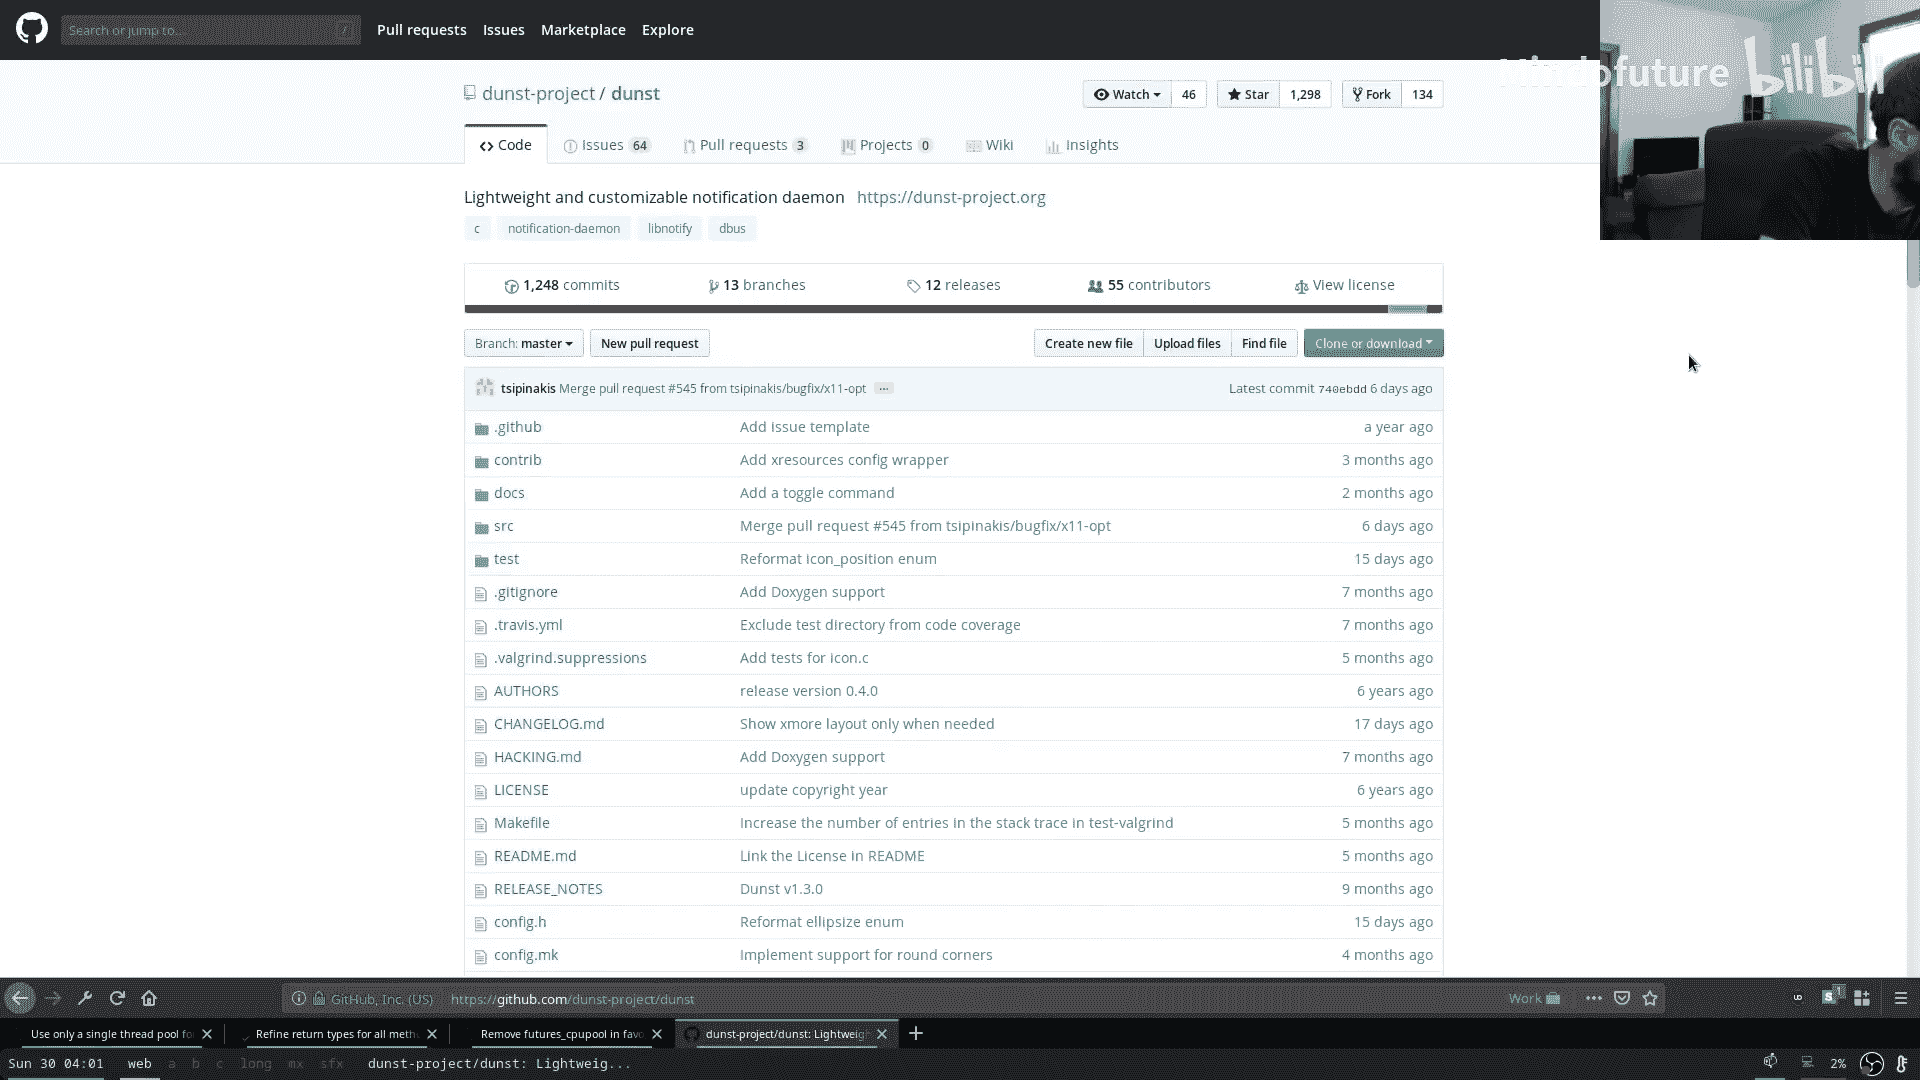 Search or jump to...
/
Pull requests
Issues
Marketplace
Explore
Mindofuture bilibili
dunst-project / dunst
Watch
46
Star
1,298
Fork
134
Code
Issues 64
Pull requests 3
Projects 0
Wiki
Insights
Lightweight and customizable notification daemon https://dunst-project.org
c
notification-daemon
libnotify
dbus
1,248 commits
13 branches
12 releases
55 contributors
View license
Branch: master
New pull request
Create new file
Upload files
Find file
Clone or download
tsipinakis Merge pull request #545 from tsipinakis/bugfix/x11-opt ...
Latest commit 740ebdd 6 days ago
.github Add issue template a year ago
contrib Add xresources config wrapper 3 months ago
docs Add a toggle command 2 months ago
src Merge pull request #545 from tsipinakis/bugfix/x11-opt 6 days ago
test Reformat icon_position enum 15 days ago
.gitignore Add Doxygen support 7 months ago
.travis.yml Exclude test directory from code coverage 7 months ago
.valgrind.suppressions Add tests for icon.c 5 months ago
AUTHORS release version 0.4.0 6 years ago
CHANGELOG.md Show xmore layout only when needed 17 days ago
HACKING.md Add Doxygen support 7 months ago
LICENSE update copyright year 6 years ago
Makefile Increase the number of entries in the stack trace in test-valgrind 5 months ago
README.md Link the License in README 5 months ago
RELEASE_NOTES Dunst v1.3.0 9 months ago
config.h Reformat ellipsize enum 15 days ago
config.mk Implement support for round corners 4 months ago
GitHub, Inc. (US) https://github.com/dunst-project/dunst Work
Use only a single thread pool fo
Refine return types for all meth
Remove futures_cpupool in favo
dunst-project/dunst: Lightweig
Sun 30 04:01 web a b c long mx sfx dunst-project/dunst: Lightweig... 2%